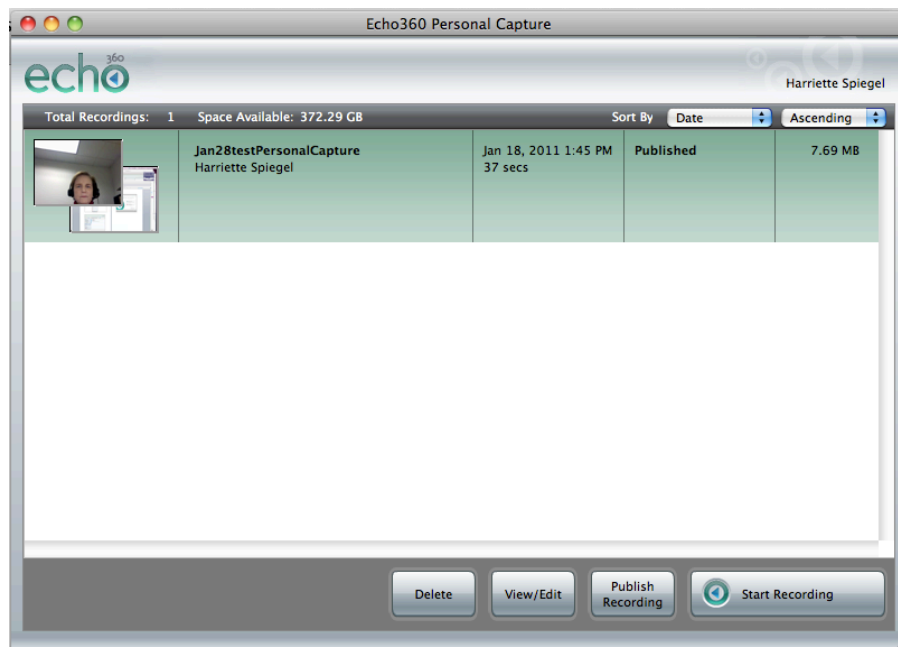 Echo360 Personal Capture
echo360
Harriette Spiegel
Total Recordings: 1 Space Available: 372.29 GB Sort By Date Ascending
Jan28testPersonalCapture Jan 18, 2011 1:45 PM Published 7.69 MB
Harriette Spiegel 37 secs
Delete View/Edit Publish Recording Start Recording